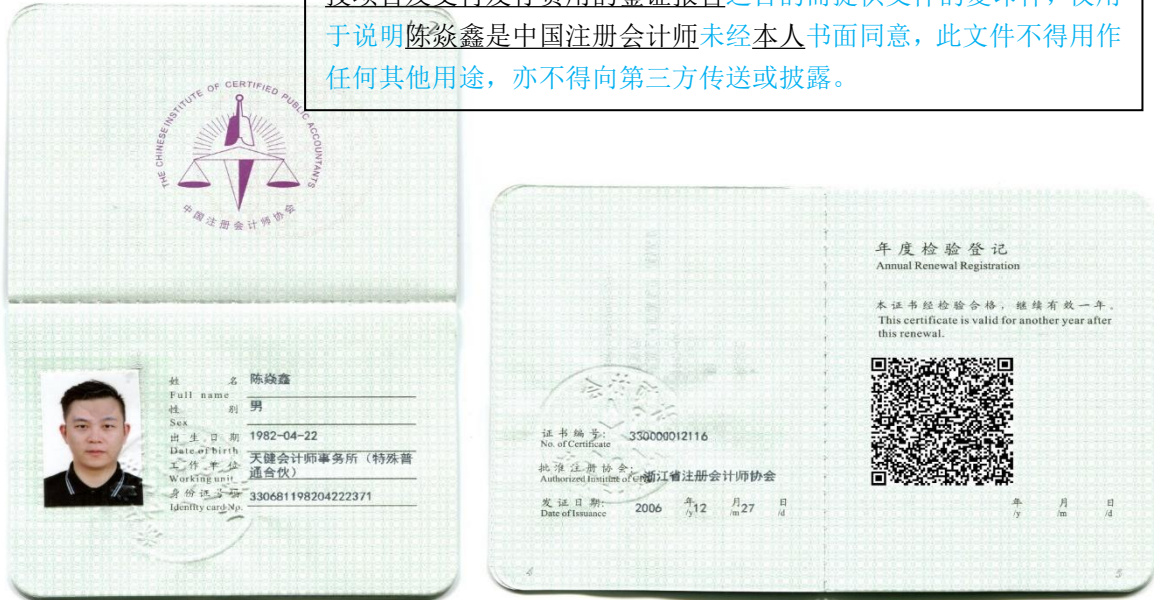 于说明陈焱鑫是中国注册会计师未经本人书面同意，此文件不得用作
任何其他用途，亦不得向第三方传送或披露。
THE CHINESE INSTITUTE OF CERTIFIED PUBLIC ACCOUNTANTS
中国注册会计师协会
姓 名 陈焱鑫
Full name
性 别 男
Sex
出生日期 1982-04-22
Date of birth
工作单位 天健会计师事务所（特殊普
通合伙）
Working unit
身份证号码 330681198204222371
Identity card No.
证书编号: 330000012116
No. of Certificate
批准注册协会: 浙江省注册会计师协会
Authorized Institute of CPAs
发证日期: 2006 年 12 月 27 日
Date of Issuance /y /m /d
4
年度检验登记
Annual Renewal Registration
本证书经检验合格，继续有效一年。
This certificate is valid for another year after
this renewal.
年 月 日
/y /m /d
5